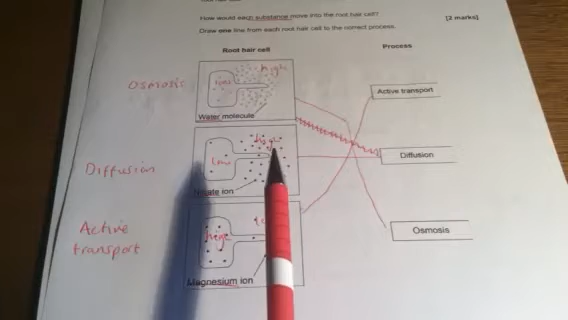 How would each substance move into the root hair cell?
[2 marks]
Draw one line from each root hair cell to the correct process.
Root hair cell
Process
Osmosis
high
low
Water molecule
Active transport
Diffusion
high
low
ion
Diffusion
Active
transport
high
Magnesium ion
Osmosis